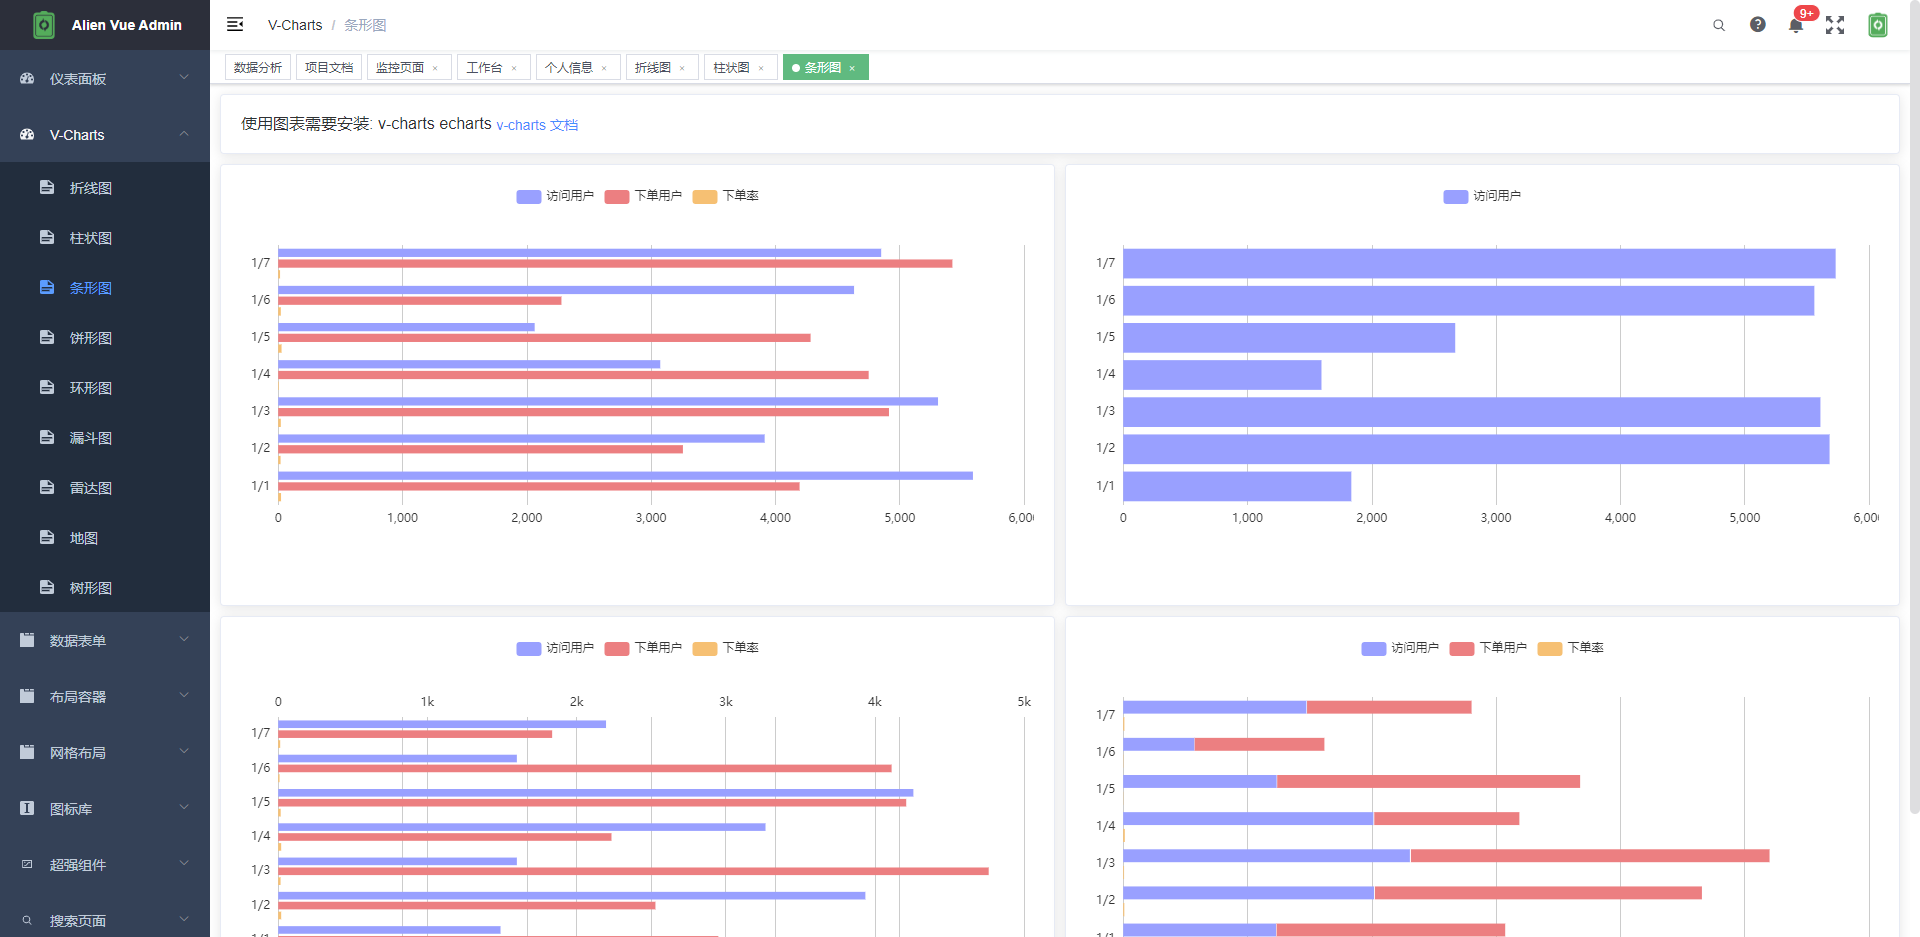 Alien Vue Admin
V-Charts / 条形图
9+
仪表面板
V-Charts
折线图
柱状图
条形图
饼形图
环形图
漏斗图
雷达图
地图
树形图
数据表单
布局容器
网格布局
图标库
超强组件
搜索页面
数据分析 项目文档 监控页面 × 工作台 × 个人信息 × 折线图 × 柱状图 × 条形图 ×
使用图表需要安装: v-charts echarts v-charts 文档
访问用户 下单用户 下单率
1/7
1/6
1/5
1/4
1/3
1/2
1/1
0 1,000 2,000 3,000 4,000 5,000 6,00
访问用户
1/7
1/6
1/5
1/4
1/3
1/2
1/1
0 1,000 2,000 3,000 4,000 5,000 6,00
访问用户 下单用户 下单率
0 1k 2k 3k 4k 5k
1/7
1/6
1/5
1/4
1/3
1/2
1/1
访问用户 下单用户 下单率
1/7
1/6
1/5
1/4
1/3
1/2
1/1